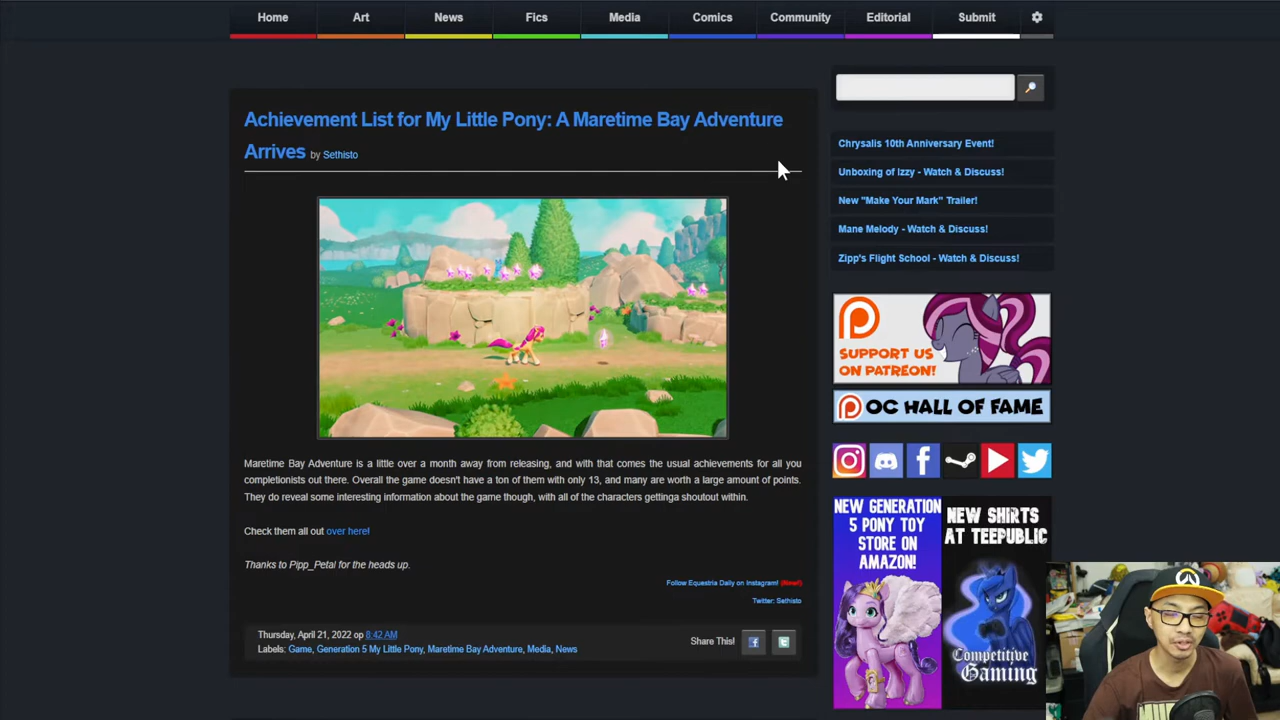 Home Art News Fics Media Comics Community Editorial Submit
Achievement List for My Little Pony: A Maretime Bay Adventure
Arrives by Sethisto
Maretime Bay Adventure is a little over a month away from releasing, and with that comes the usual achievements for all you
completionists out there. Overall the game doesn't have a ton of them with only 13, and many are worth a large amount of points.
They do reveal some interesting information about the game though, with all of the characters gettinga shoutout within.
Check them all out over here!
Thanks to Pipp_Petal for the heads up.
Follow Equestria Daily on Instagram! (New!)
Twitter: Sethisto
Thursday, April 21, 2022 op 8:42 AM
Labels: Game, Generation 5 My Little Pony, Maretime Bay Adventure, Media, News
Share This!
Chrysalis 10th Anniversary Event!
Unboxing of Izzy - Watch & Discuss!
New "Make Your Mark" Trailer!
Mane Melody - Watch & Discuss!
Zipp's Flight School - Watch & Discuss!
SUPPORT US
ON PATREON!
OC HALL OF FAME
NEW GENERATION
5 PONY TOY
STORE ON
AMAZON!
NEW SHIRTS
AT TEEPUBLIC
Competitive
Gaming